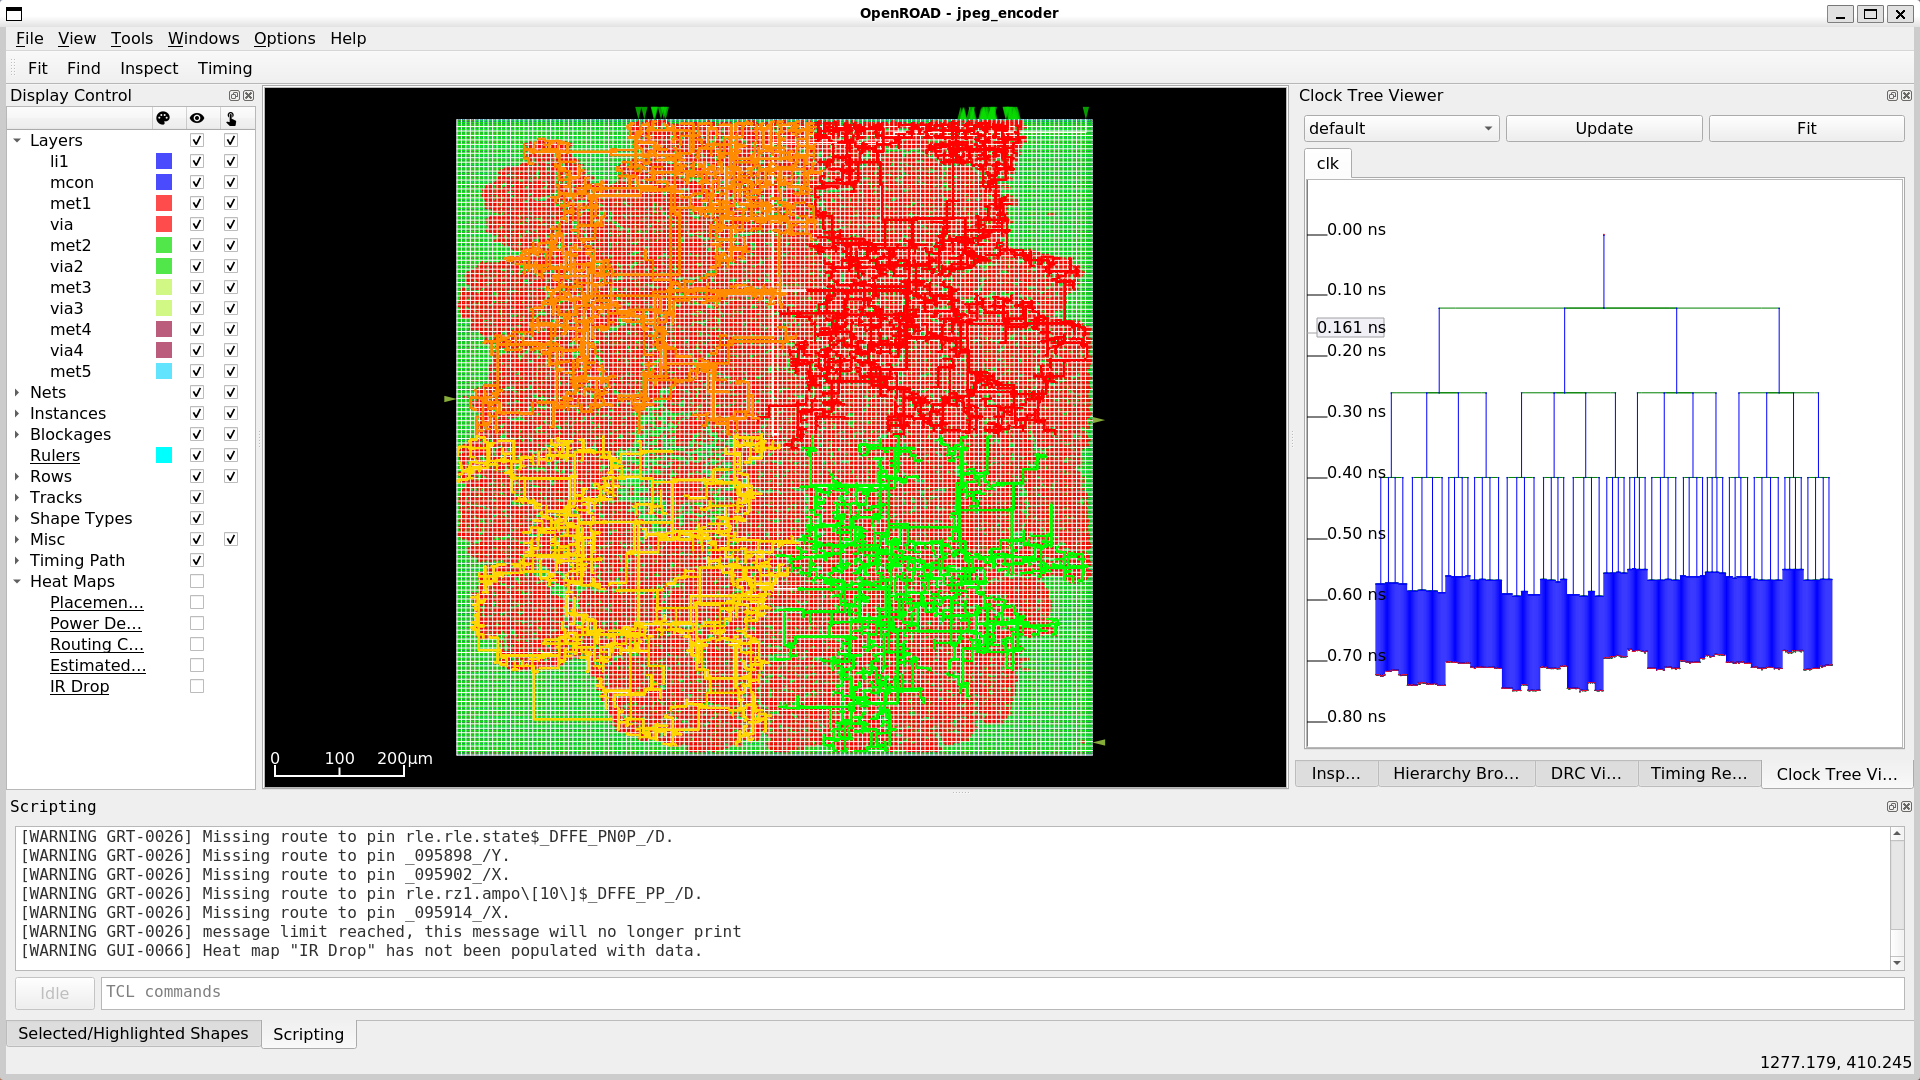 OpenROAD - jpeg_encoder
File View Tools Windows Options Help
Fit Find Inspect Timing
Display Control
Layers
li1
mcon
met1
via
met2
via2
met3
via3
met4
via4
met5
Nets
Instances
Blockages
Rulers
Rows
Tracks
Shape Types
Misc
Timing Path
Heat Maps
Placemen...
Power De...
Routing C...
Estimated...
IR Drop
0 100 200μm
Clock Tree Viewer
default Update Fit
clk
0.00 ns
0.10 ns
0.161 ns
0.20 ns
0.30 ns
0.40 ns
0.50 ns
0.60 ns
0.70 ns
0.80 ns
Insp... Hierarchy Bro... DRC Vi... Timing Re... Clock Tree Vi...
Scripting
[WARNING GRT-0026] Missing route to pin rle.rle.state$_DFFE_PN0P_/D.
[WARNING GRT-0026] Missing route to pin _095898_/Y.
[WARNING GRT-0026] Missing route to pin _095902_/X.
[WARNING GRT-0026] Missing route to pin rle.rz1.ampo\[10\]$_DFFE_PP_/D.
[WARNING GRT-0026] Missing route to pin _095914_/X.
[WARNING GRT-0026] message limit reached, this message will no longer print
[WARNING GUI-0066] Heat map "IR Drop" has not been populated with data.
Idle TCL commands
Selected/Highlighted Shapes Scripting
1277.179, 410.245